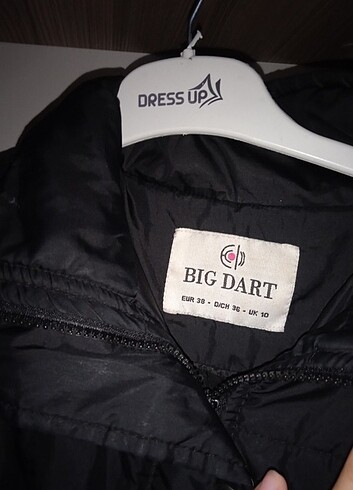 DRESS UP
BIG DART
EUR 38 - D/CH 36 - UK 10